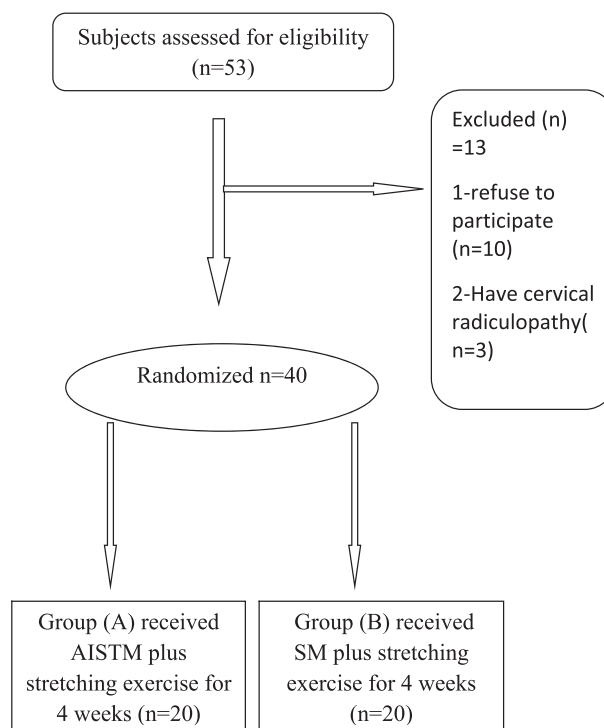 Subjects assessed for eligibility
(n=53)
Excluded (n)
=13
1-refuse to
participate
(n=10)
2-Have cervical
radiculopathy(
n=3)
Randomized n=40
Group (A) received
AISTM plus
stretching exercise for
4 weeks (n=20)
Group (B) received
SM plus stretching
exercise for 4 weeks
(n=20)